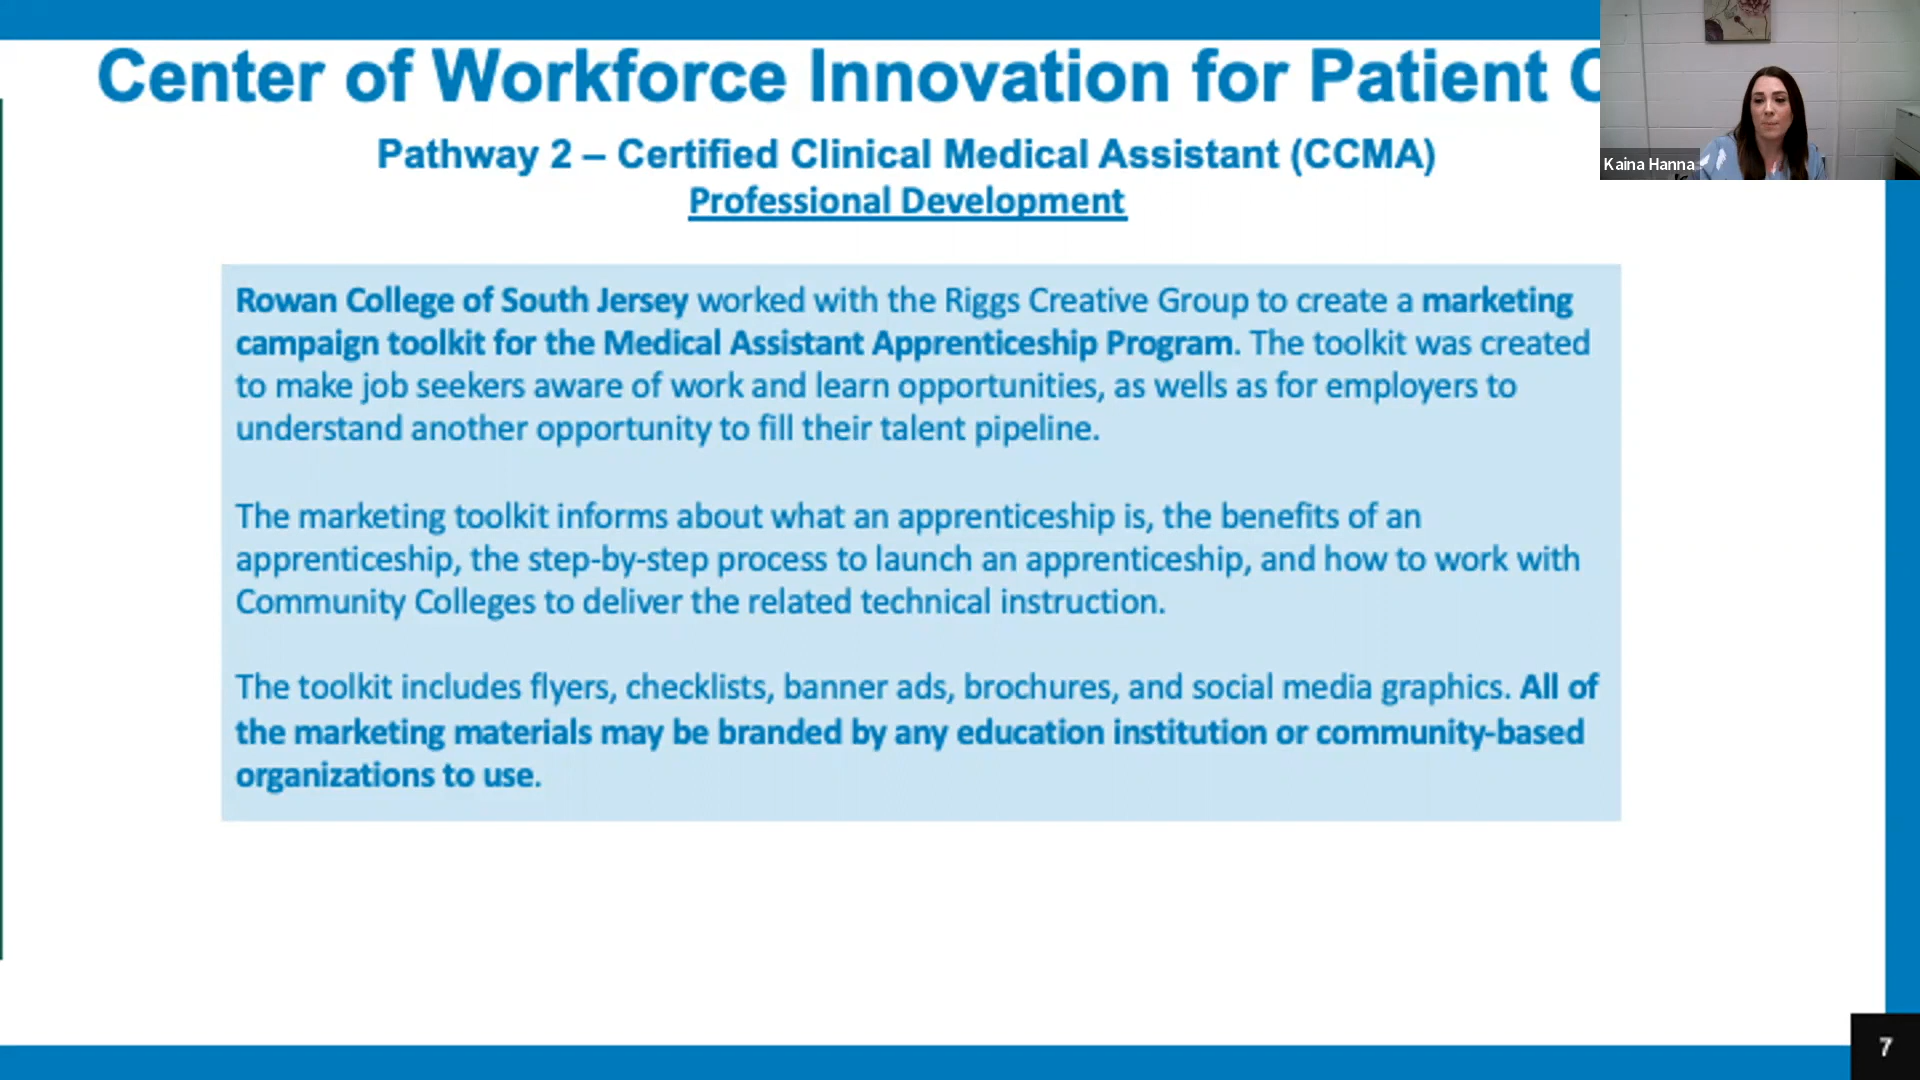 Center of Workforce Innovation for Patient C
Pathway 2 – Certified Clinical Medical Assistant (CCMA)
Professional Development
Kaina Hanna
Rowan College of South Jersey worked with the Riggs Creative Group to create a marketing
campaign toolkit for the Medical Assistant Apprenticeship Program. The toolkit was created
to make job seekers aware of work and learn opportunities, as wells as for employers to
understand another opportunity to fill their talent pipeline.
The marketing toolkit informs about what an apprenticeship is, the benefits of an
apprenticeship, the step-by-step process to launch an apprenticeship, and how to work with
Community Colleges to deliver the related technical instruction.
The toolkit includes flyers, checklists, banner ads, brochures, and social media graphics. All of
the marketing materials may be branded by any education institution or community-based
organizations to use.
7